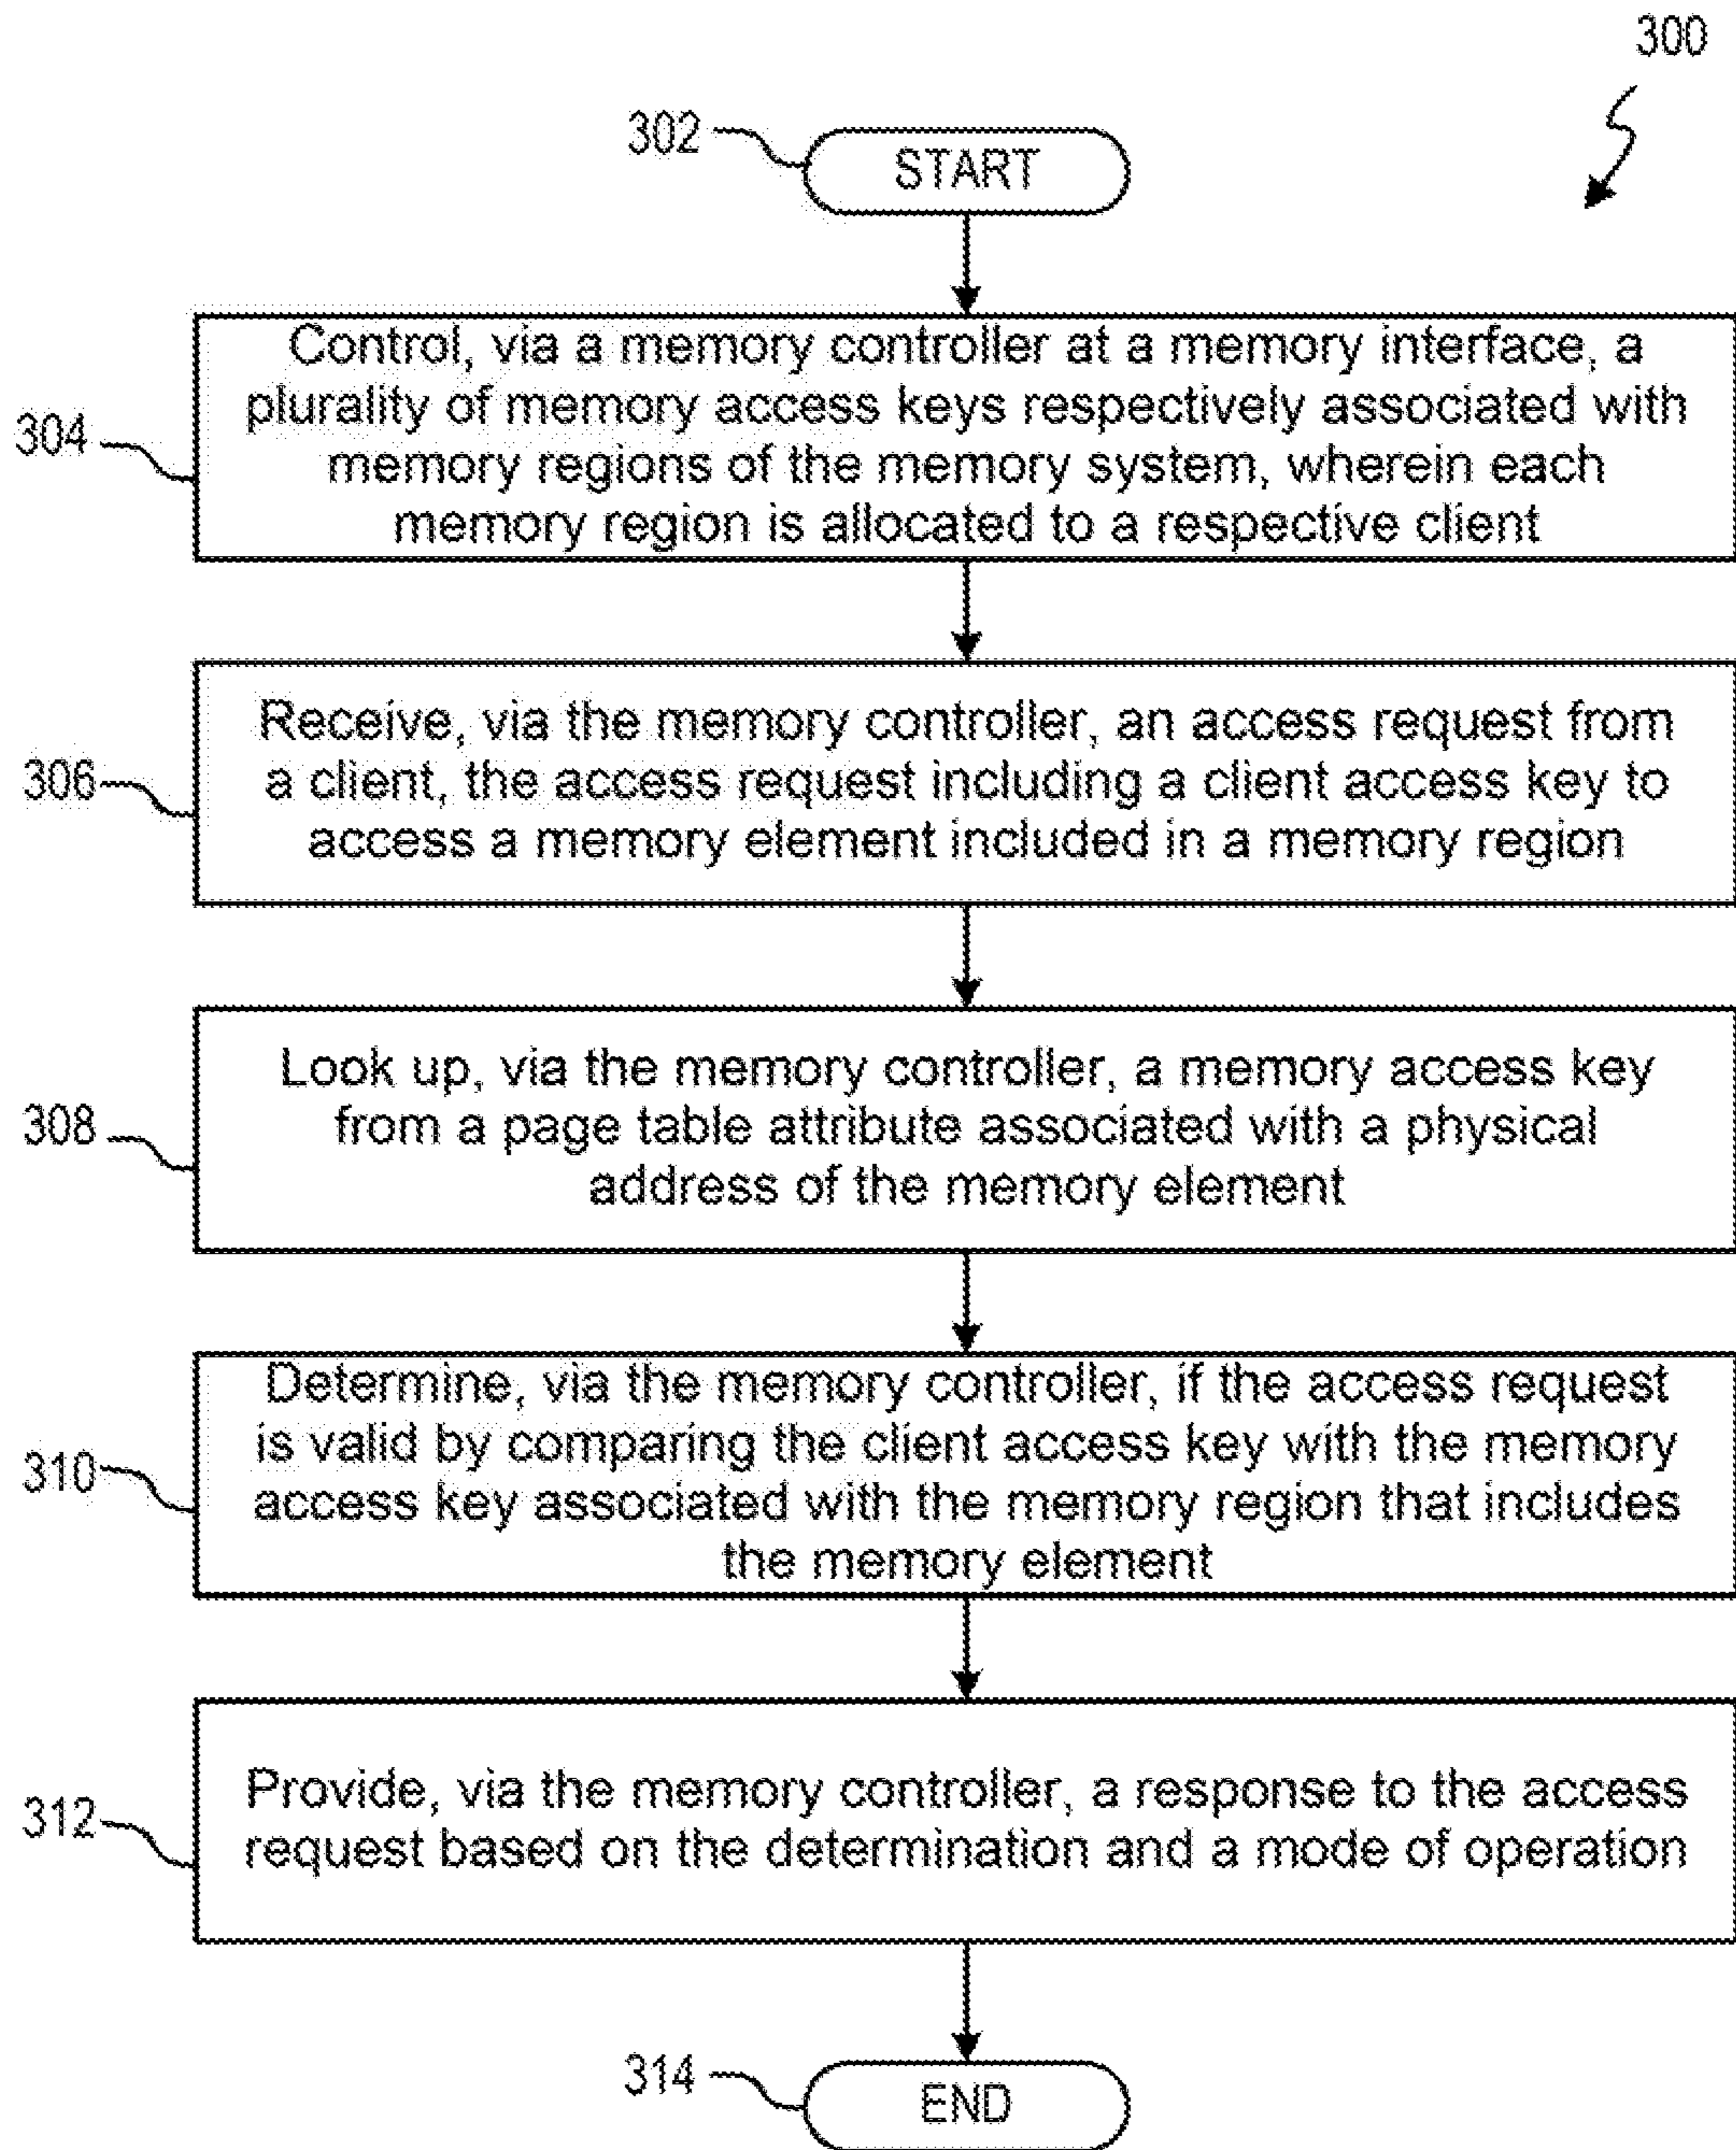 300
302
START
304
Control, via a memory controller at a memory interface, a
plurality of memory access keys respectively associated with
memory regions of the memory system, wherein each
memory region is allocated to a respective client
306
Receive, via the memory controller, an access request from
a client, the access request including a client access key to
access a memory element included in a memory region
308
Look up, via the memory controller, a memory access key
from a page table attribute associated with a physical
address of the memory element
310
Determine, via the memory controller, if the access request
is valid by comparing the client access key with the memory
access key associated with the memory region that includes
the memory element
312
Provide, via the memory controller, a response to the access
request based on the determination and a mode of operation
314
END